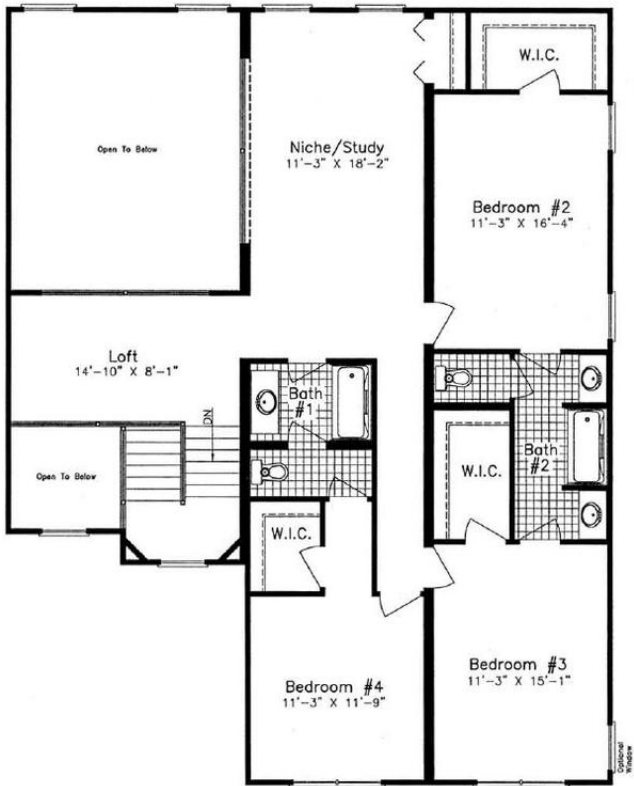 W.I.C.
Open To Below
Niche/Study
11'-3" X 18'-2"
Bedroom #2
11'-3" X 16'-4"
Loft
14'-10" X 8'-1"
DN
Bath
#1
Open To Below
W.I.C.
Bath
#2
W.I.C.
Bedroom #3
11'-3" X 15'-1"
Bedroom #4
11'-3" X 11'-9"
Optional
Window